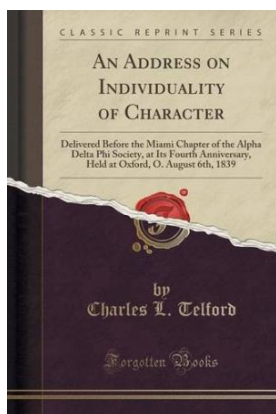 CLASSIC REPRINT SERIES
AN ADDRESS ON
INDIVIDUALITY
OF CHARACTER
Delivered Before the Miami Chapter of the Alpha
Delta Phi Society, at Its Fourth Anniversary,
Held at Oxford, O. August 6th, 1839
by
Charles L. Telford
Forgotten Books